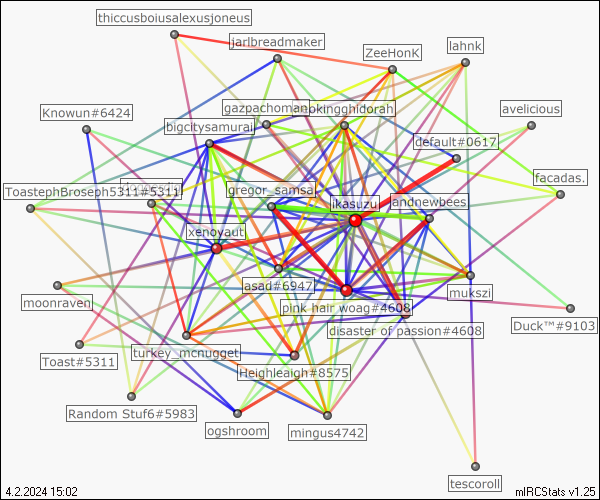 thiccusboiusalexusjoneus
jarlbreadmaker
lahnk
ZeeHonK
gazpachoman
pkingghidorah
avelicious
Knowun#6424
bigcitysamurai
default#0617
facadas.
ToastephBroseph5311#5311
gregor_samsa
ikasuzu
landnewbees
xenoyaut
asad#6947
mukszi
moonraven
pink hair woag#4608
Duck™#9103
disaster of passion#4608
turkey_mcnugget
Toast#5311
Heighleaigh#8575
Random Stuf6#5983
ogshroom
mingus4742
tescoroll
4.2.2024 15:02
mIRCStats v1.25